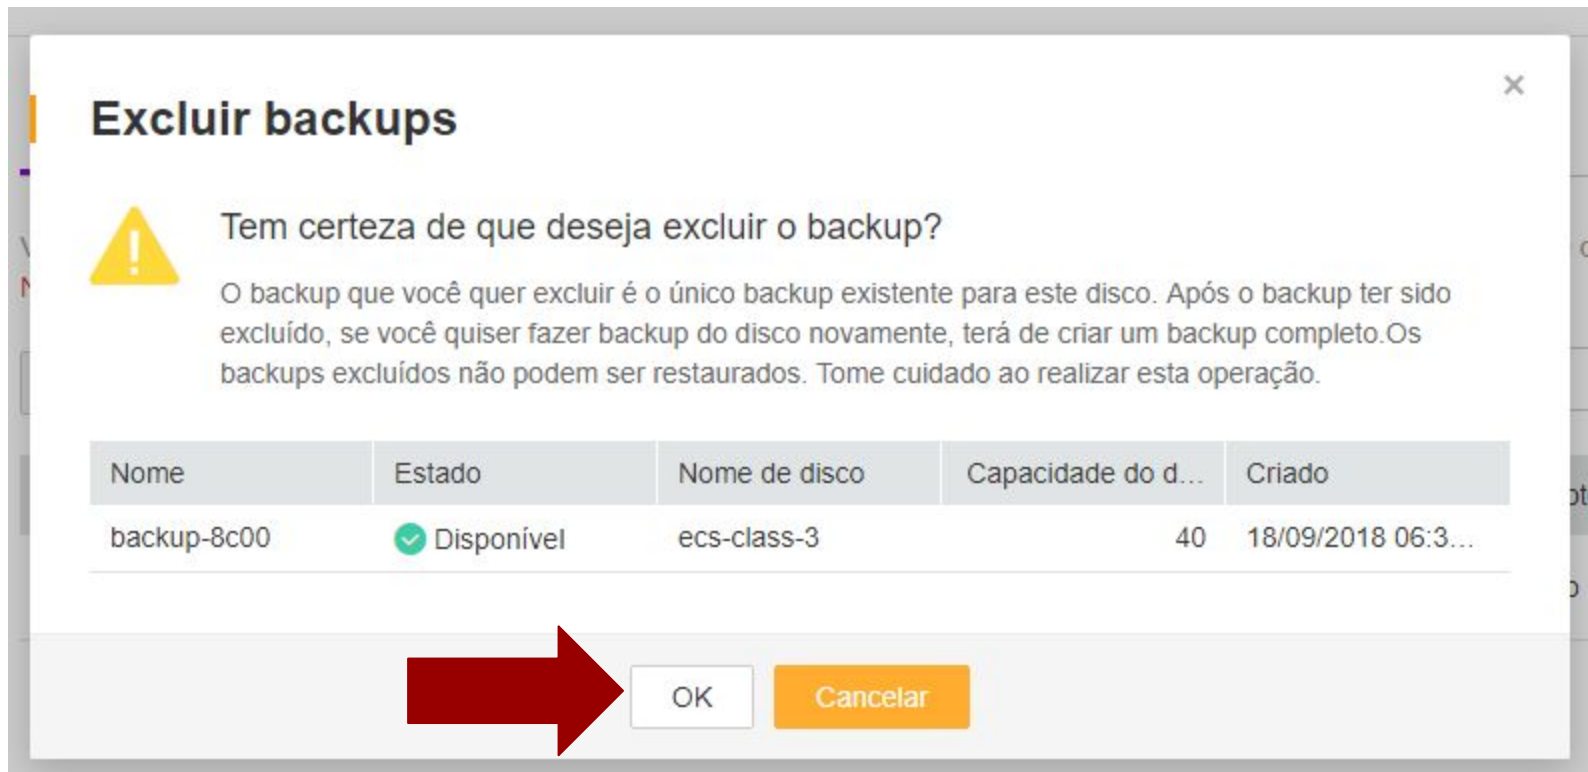 Excluir backups
×
Tem certeza de que deseja excluir o backup?
O backup que você quer excluir é o único backup existente para este disco. Após o backup ter sido
excluído, se você quiser fazer backup do disco novamente, terá de criar um backup completo.Os
backups excluídos não podem ser restaurados. Tome cuidado ao realizar esta operação.
Nome Estado Nome de disco Capacidade do d... Criado
backup-8c00 Disponível ecs-class-3 40 18/09/2018 06:3...
OK Cancelar